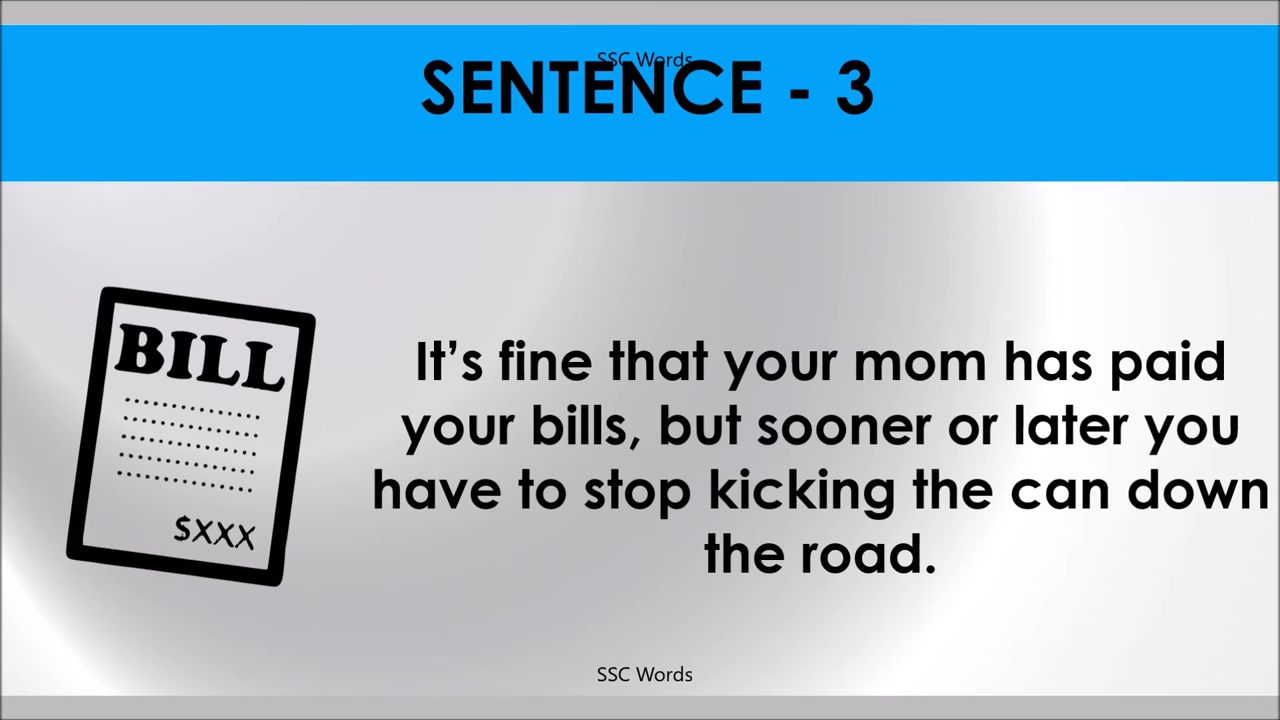 SSC Words
SENTENCE - 3
BILL
$XXX
It's fine that your mom has paid
your bills, but sooner or later you
have to stop kicking the can down
the road.
SSC Words